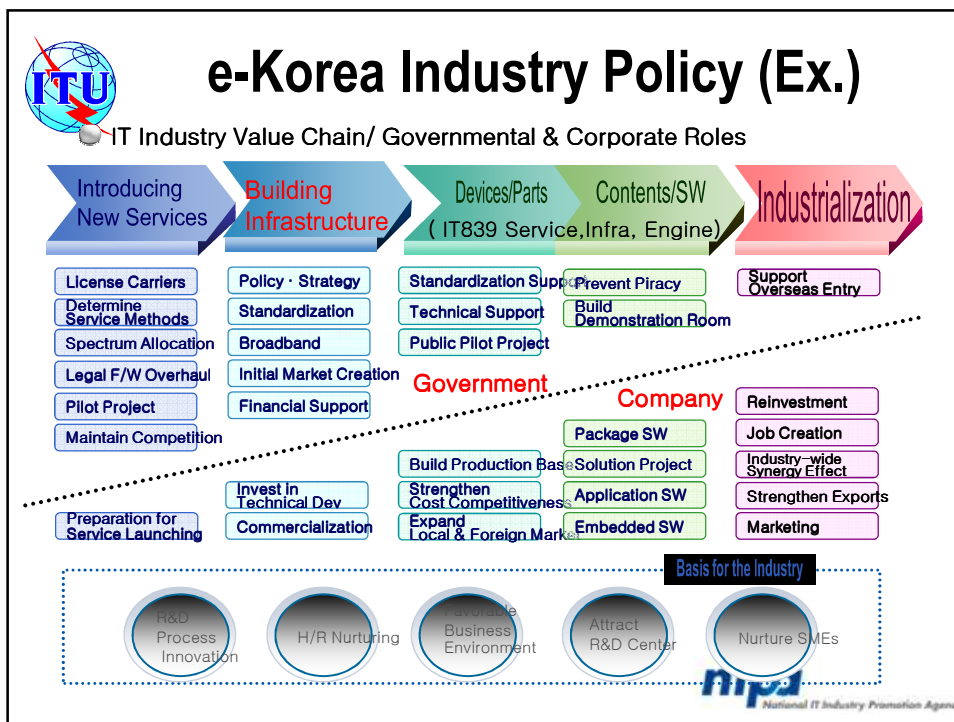 ITU
e-Korea Industry Policy (Ex.)
IT Industry Value Chain/ Governmental & Corporate Roles
Introducing
New Services
Building
Infrastructure
Devices/Parts
Contents/SW
( IT839 Service,Infra, Engine)
Industrialization
License Carriers
Determine
Service Methods
Spectrum Allocation
Legal F/W Overhaul
Pilot Project
Maintain Competition
Policy · Strategy
Standardization
Broadband
Initial Market Creation
Financial Support
Standardization Support
Technical Support
Public Pilot Project
Prevent Piracy
Build
Demonstration Room
Support
Overseas Entry
Government
Company
Preparation for
Service Launching
Invest in
Technical Dev
Commercialization
Build Production Base
Strengthen
Cost Competitiveness
Expand
Local & Foreign Market
Package SW
Solution Project
Application SW
Embedded SW
Reinvestment
Job Creation
Industry-wide
Synergy Effect
Strengthen Exports
Marketing
Basis for the Industry
R&D
Process
Innovation
H/R Nurturing
Favorable
Business
Environment
Attract
R&D Center
Nurture SMEs
nipa
National IT Industry Promotion Agen